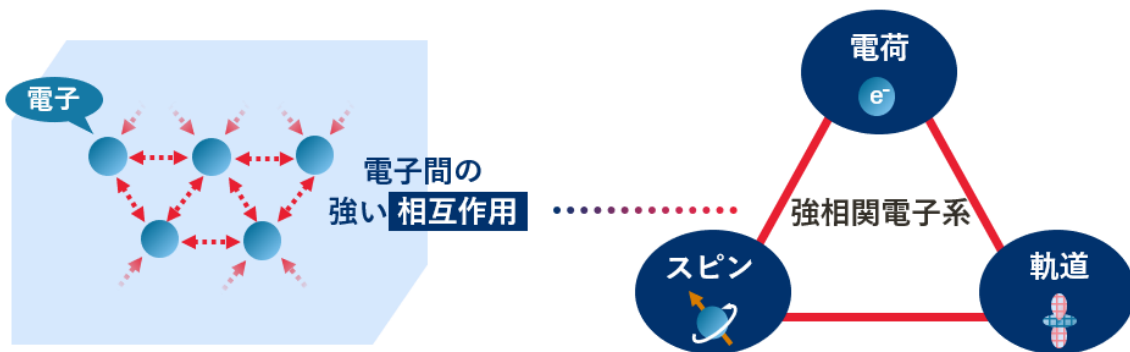 電子
電子間の
強い 相互作用
電荷
e⁻
強相関電子系
スピン
軌道